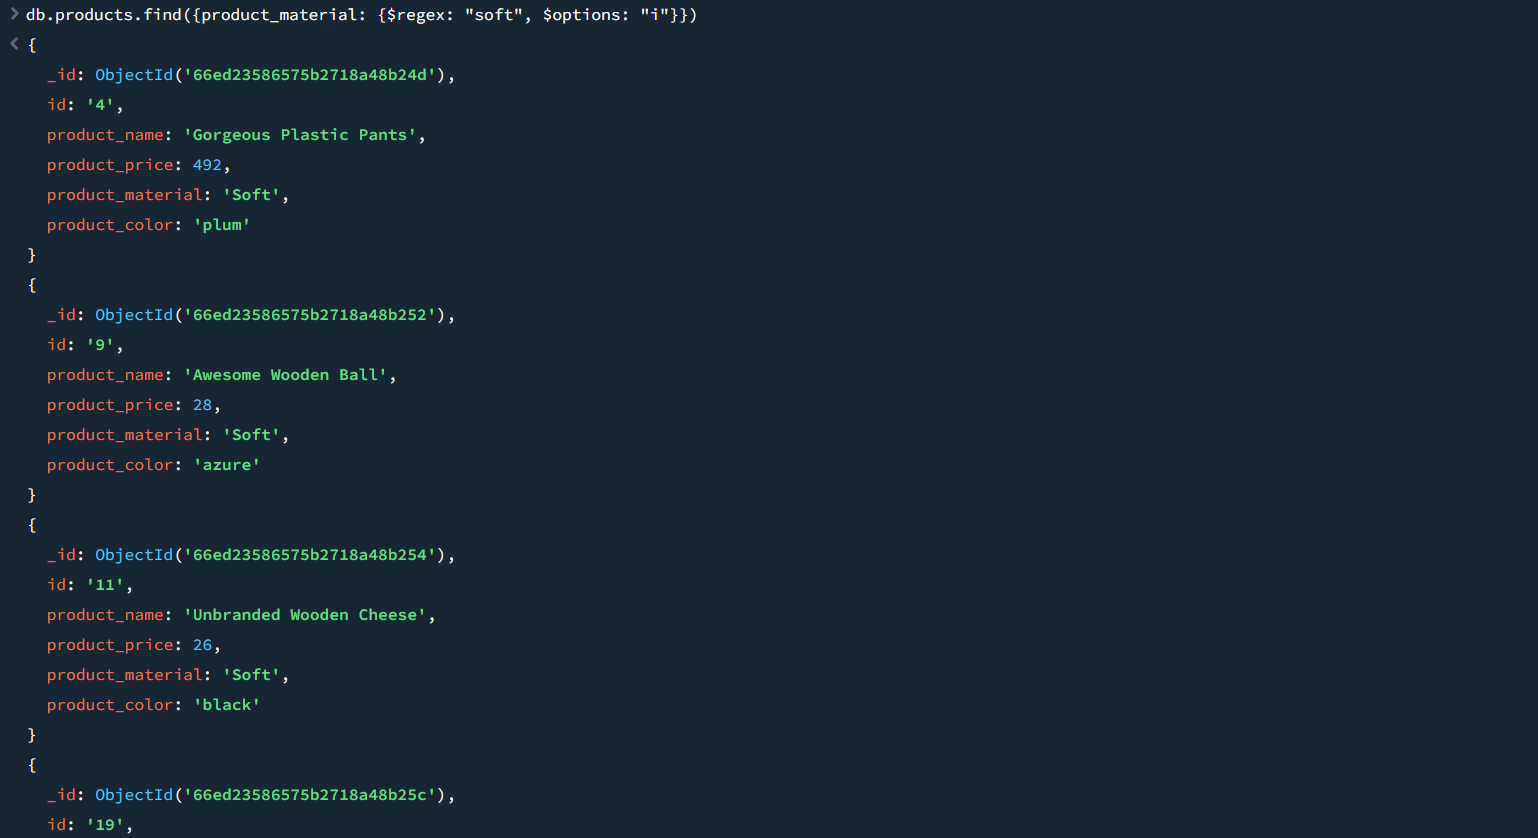 > db.products.find({product_material: {$regex: "soft", $options: "i"}})
< {
_id: ObjectId('66ed23586575b2718a48b24d'),
id: '4',
product_name: 'Gorgeous Plastic Pants',
product_price: 492,
product_material: 'Soft',
product_color: 'plum'
}
{
_id: ObjectId('66ed23586575b2718a48b252'),
id: '9',
product_name: 'Awesome Wooden Ball',
product_price: 28,
product_material: 'Soft',
product_color: 'azure'
}
{
_id: ObjectId('66ed23586575b2718a48b254'),
id: '11',
product_name: 'Unbranded Wooden Cheese',
product_price: 26,
product_material: 'Soft',
product_color: 'black'
}
{
_id: ObjectId('66ed23586575b2718a48b25c'),
id: '19',